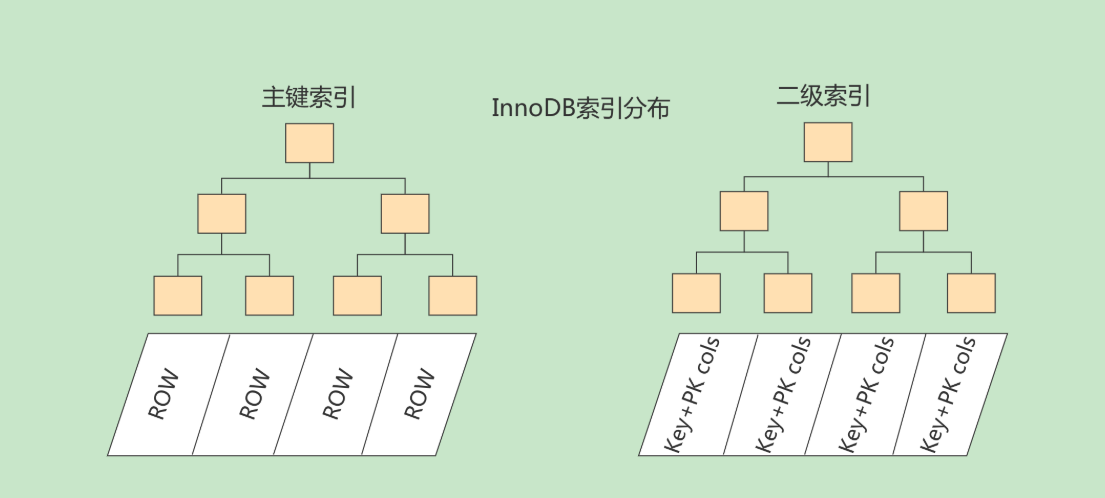 主键索引
InnoDB索引分布
二级索引
ROW
ROW
ROW
ROW
Key+PK cols
Key+PK cols
Key+PK cols
Key+PK cols